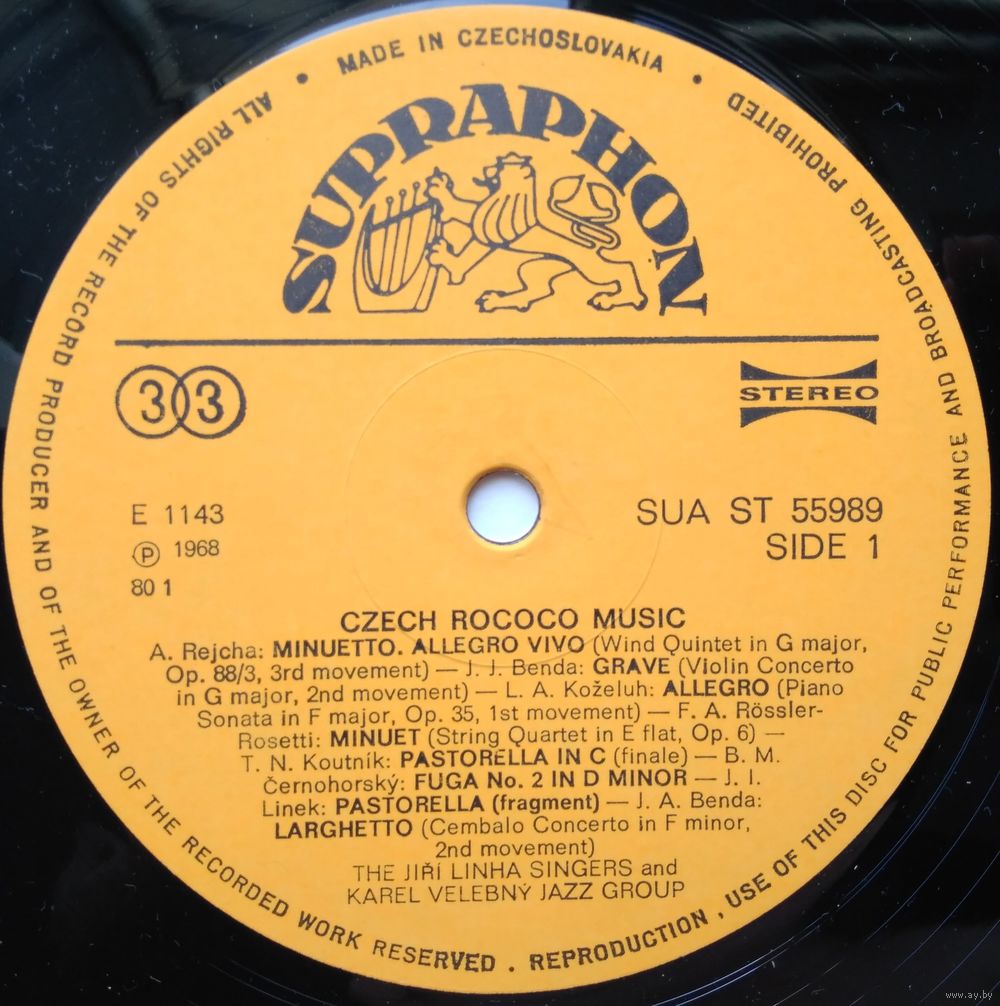 ALL RIGHTS OF THE RECORD PRODUCER AND OF THE OWNER OF THE RECORDED WORK RESERVED . REPRODUCTION , USE OF THIS DISC FOR PUBLIC PERFORMANCE AND BROADCASTING PROHIBITED
• MADE IN CZECHOSLOVAKIA •
SUPRAPHON
33
STEREO
E 1143
℗ 1968
80 1
SUA ST 55989
SIDE 1
CZECH ROCOCO MUSIC
A. Rejcha: MINUETTO. ALLEGRO VIVO (Wind Quintet in G major,
Op. 88/3, 3rd movement) — J. J. Benda: GRAVE (Violin Concerto
in G major, 2nd movement) — L. A. Koželuh: ALLEGRO (Piano
Sonata in F major, Op. 35, 1st movement) — F. A. Rössler-
Rosetti: MINUET (String Quartet in E flat, Op. 6) —
T. N. Koutník: PASTORELLA IN C (finale) — B. M.
Černohorský: FUGA No. 2 IN D MINOR — J. I.
Linek: PASTORELLA (fragment) — J. A. Benda:
LARGHETTO (Cembalo Concerto in F minor,
2nd movement)
THE JIŘÍ LINHA SINGERS and
KAREL VELEBNÝ JAZZ GROUP
www.ay.by